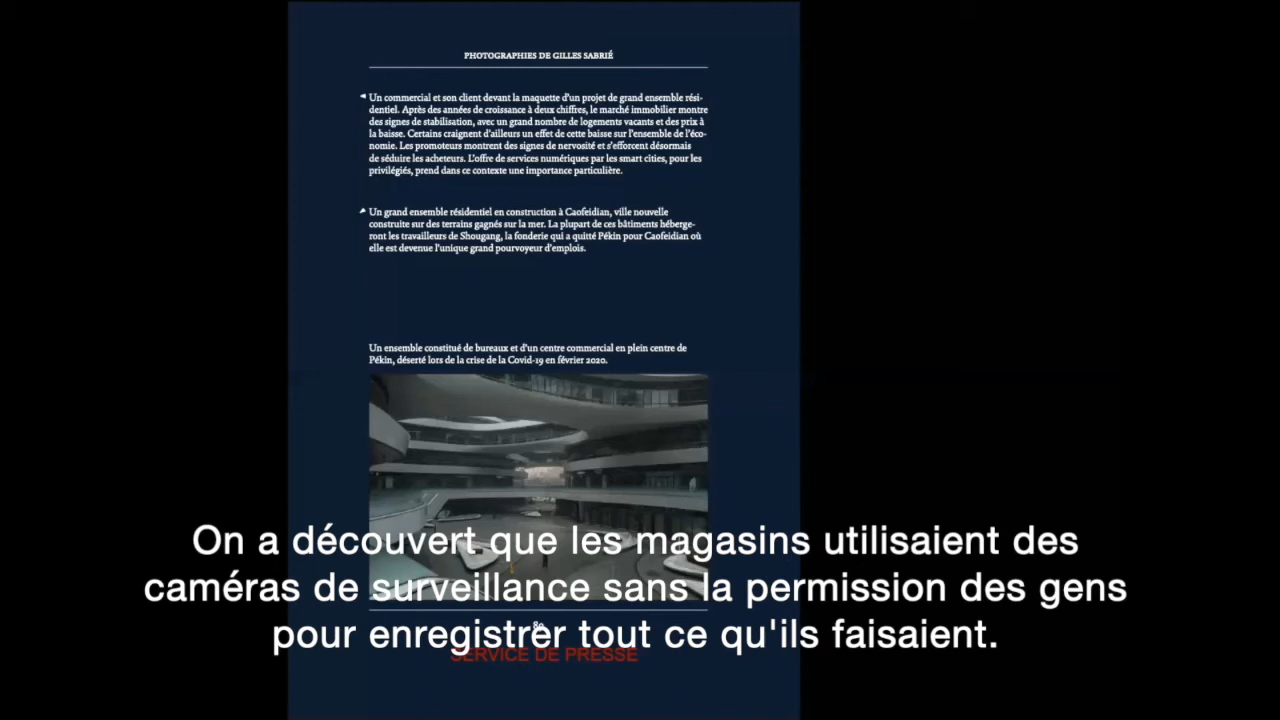 PHOTOGRAPHIES DE GILLES SABRIÉ
Un commercial et son client devant la maquette d'un projet de grand ensemble rési-
dentiel. Après des années de croissance à deux chiffres, le marché immobilier montre
des signes de stabilisation, avec un grand nombre de logements vacants et des prix à
la baisse. Certains craignent d'ailleurs un effet de cette baisse sur l'ensemble de l'éco-
nomie. Les promoteurs montrent des signes de nervosité et s'efforcent désormais
de séduire les acheteurs. L'offre de services numériques par les smart cities, pour les
privilégiés, prend dans ce contexte une importance particulière.
Un grand ensemble résidentiel en construction à Caofeidian, ville nouvelle
construite sur des terrains gagnés sur la mer. La plupart de ces bâtiments héberge-
ront les travailleurs de Shougang, la fonderie qui a quitté Pékin pour Caofeidian où
elle est devenue l'unique grand pourvoyeur d'emplois.
Un ensemble constitué de bureaux et d'un centre commercial en plein centre de
Pékin, déserté lors de la crise de la Covid-19 en février 2020.
On a découvert que les magasins utilisaient des
caméras de surveillance sans la permission des gens
pour enregistrer tout ce qu'ils faisaient.
SERVICE DE PRESSE